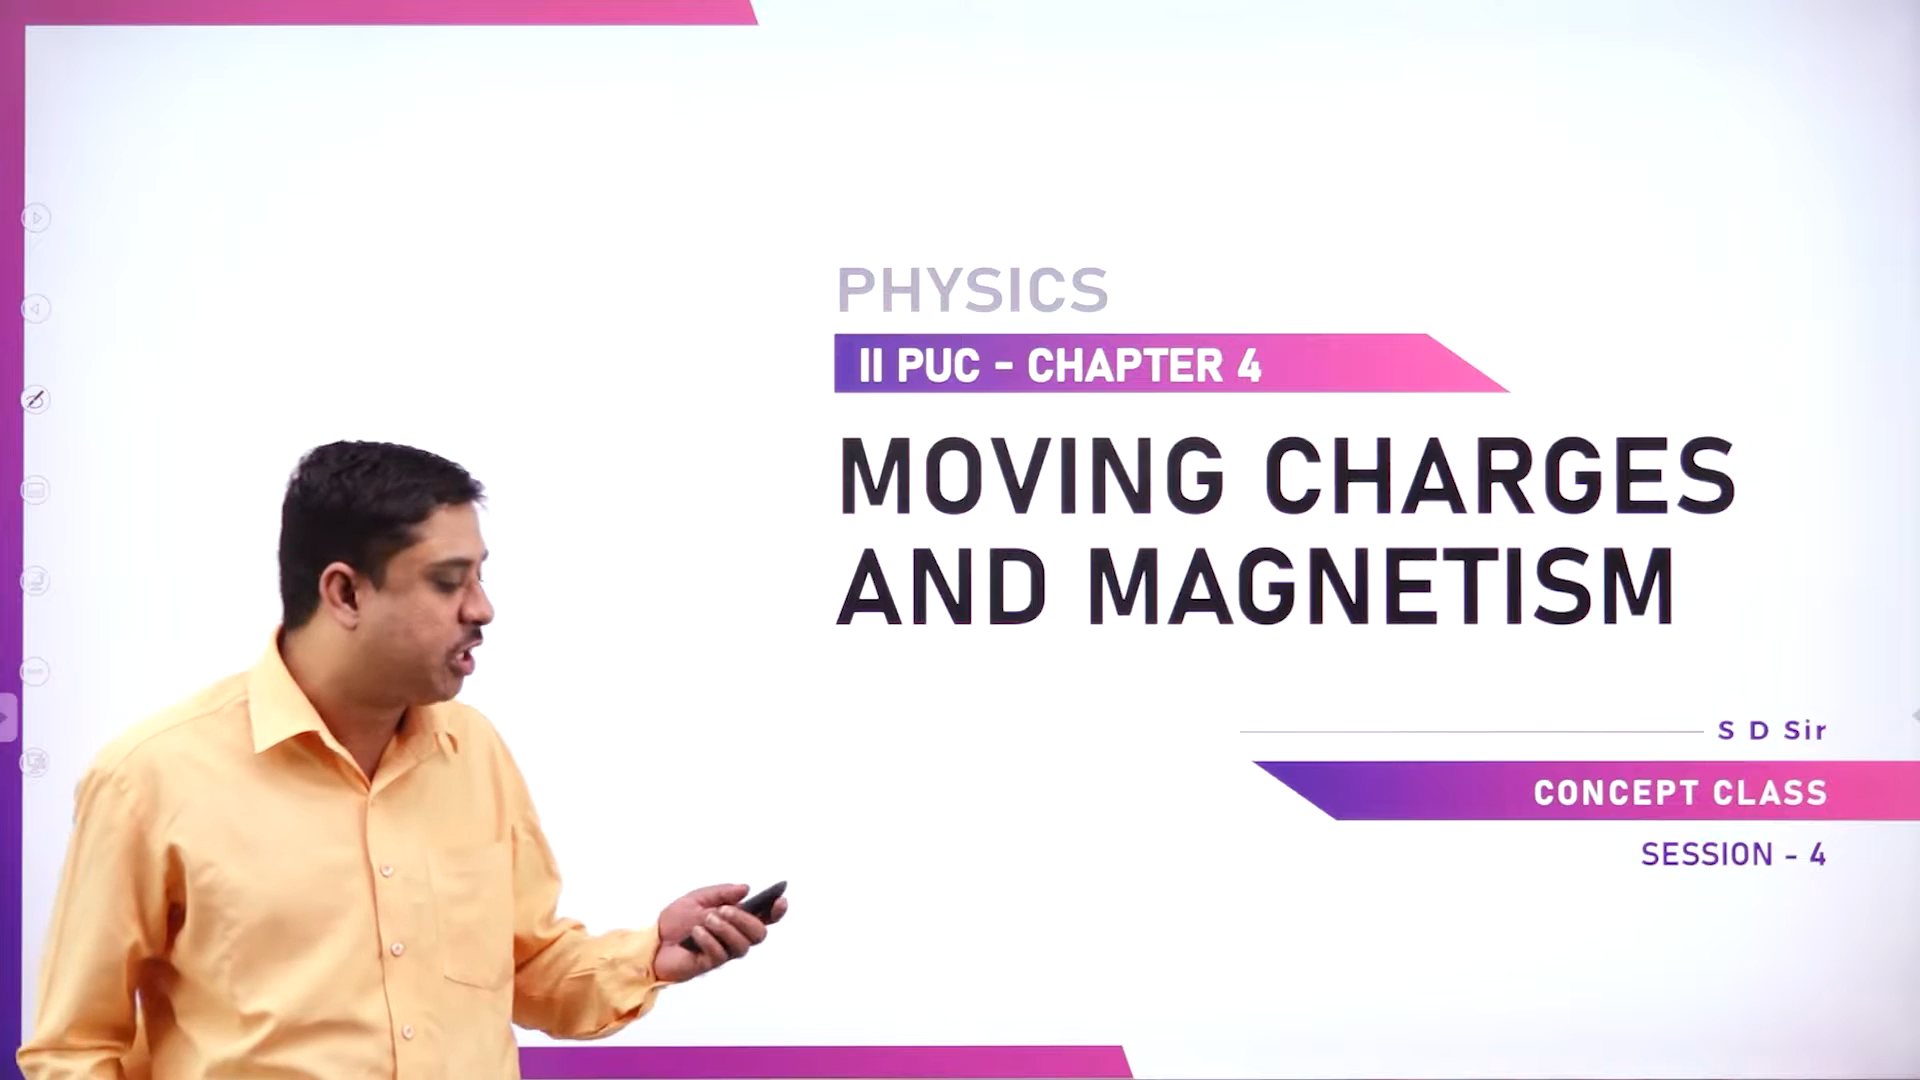 PHYSICS
II PUC - CHAPTER 4
MOVING CHARGES
AND MAGNETISM
S D Sir
CONCEPT CLASS
SESSION - 4